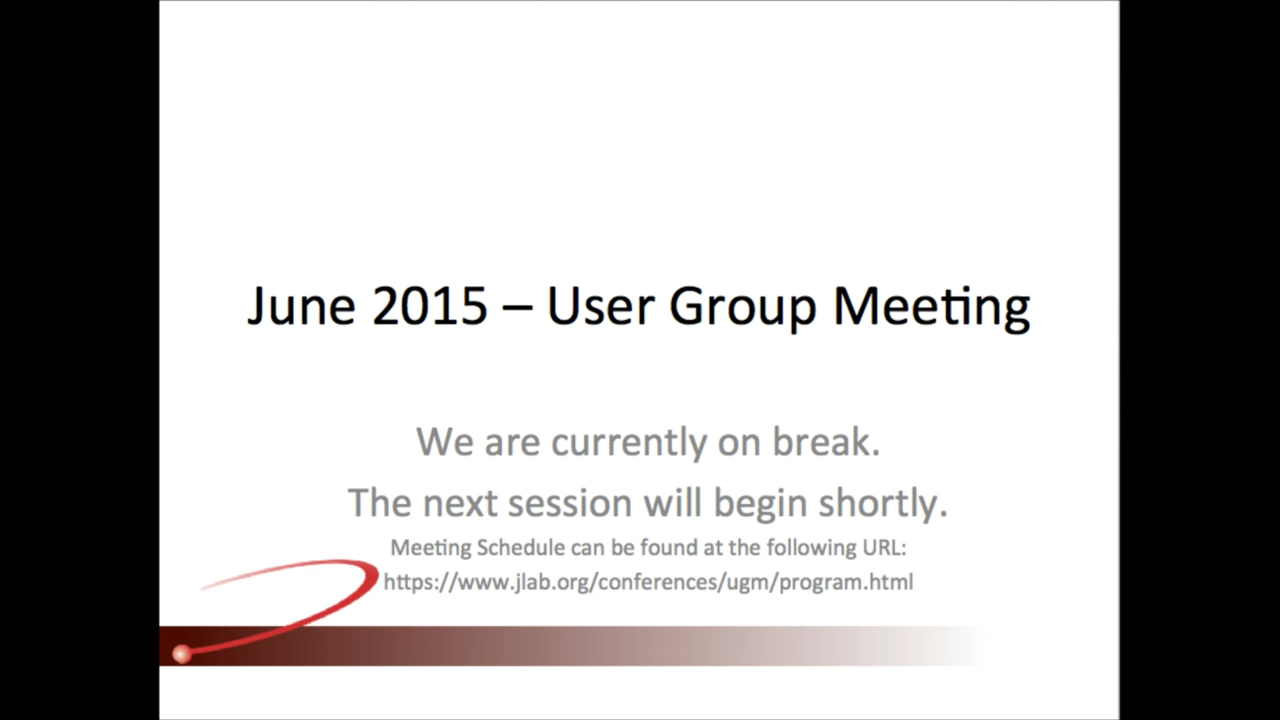 June 2015 – User Group Meeting
We are currently on break.
The next session will begin shortly.
Meeting Schedule can be found at the following URL:
https://www.jlab.org/conferences/ugm/program.html